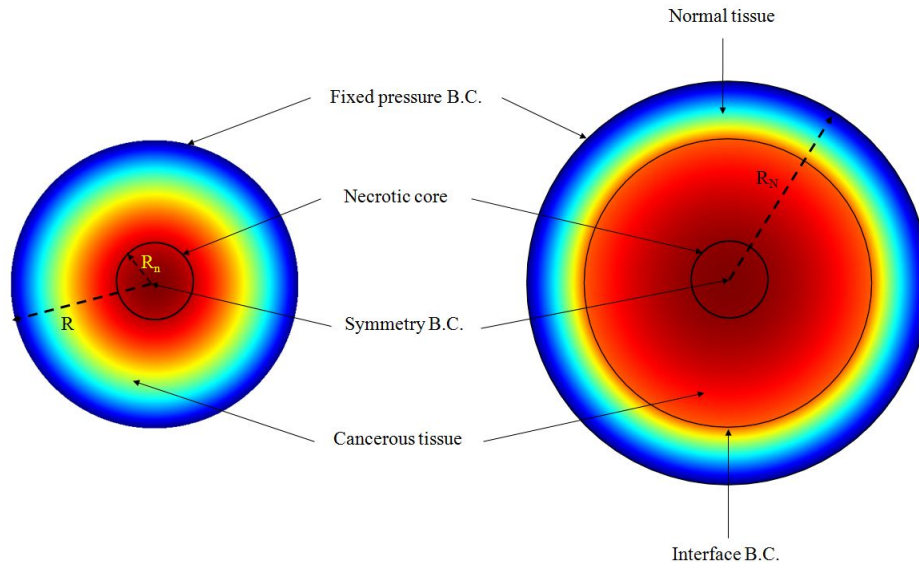 Normal tissue
Fixed pressure B.C.
Necrotic core
R_N
R_n
Symmetry B.C.
R
Cancerous tissue
Interface B.C.